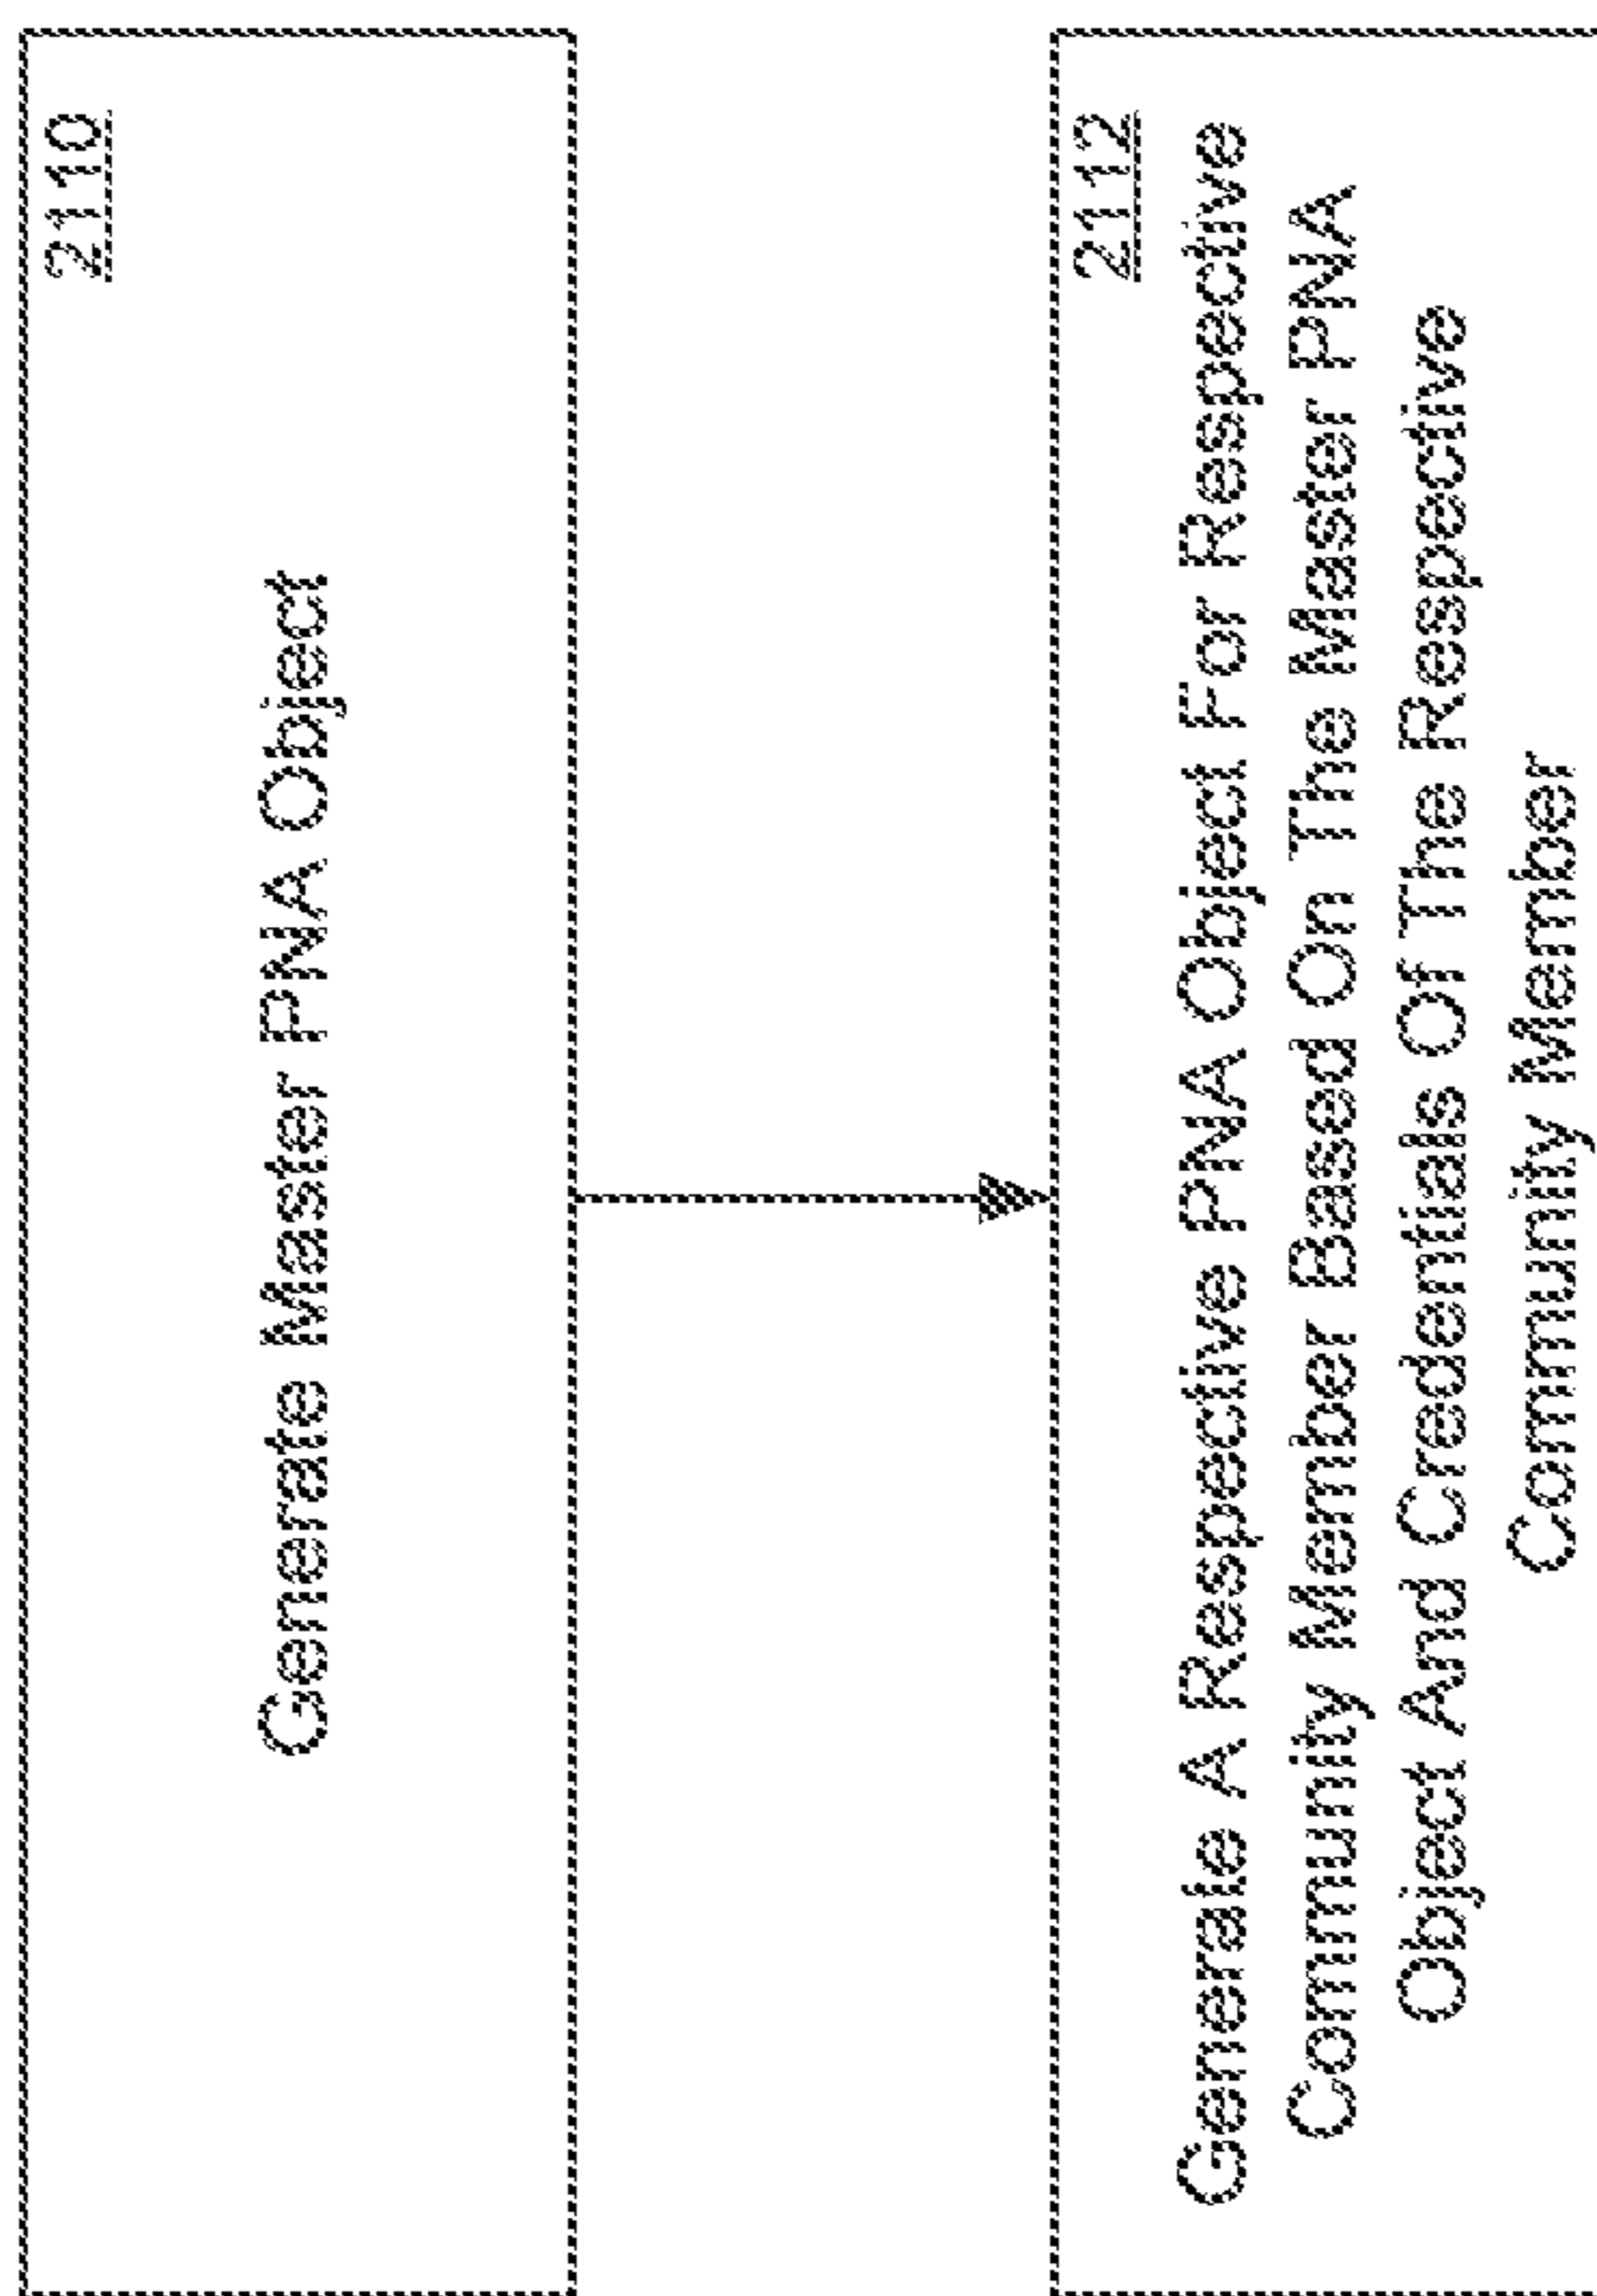 2110
Generate Master PNA Object
2112
Generate A Respective PNA Object For Respective
Community Member Based On The Master PNA
Object And Credentials Of The Respective
Community Member